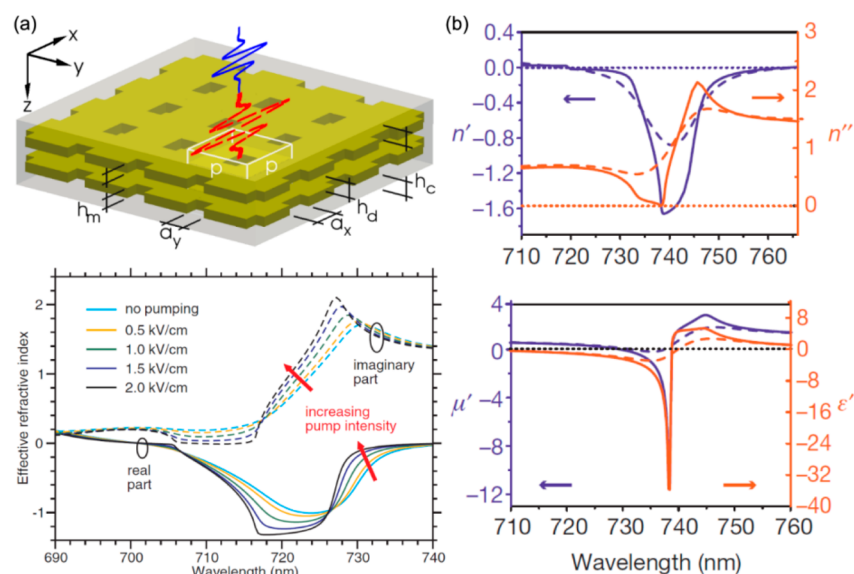 (a)
x
y
z
p
p
h_m
a_y
a_x
h_d
h_c
Effective refractive index
2
1
0
-1
no pumping
0.5 kV/cm
1.0 kV/cm
1.5 kV/cm
2.0 kV/cm
imaginary
part
increasing
pump intensity
real
part
690 700 710 720 730 740
Wavelength (nm)
(b)
n′
0.4
0.0
−0.4
−0.8
−1.2
−1.6
3
2
1
0
n″
710 720 730 740 750 760
μ′
4
0
−4
−8
−12
8
0
−8
−16
−24
−32
−40
ε′
710 720 730 740 750 760
Wavelength (nm)